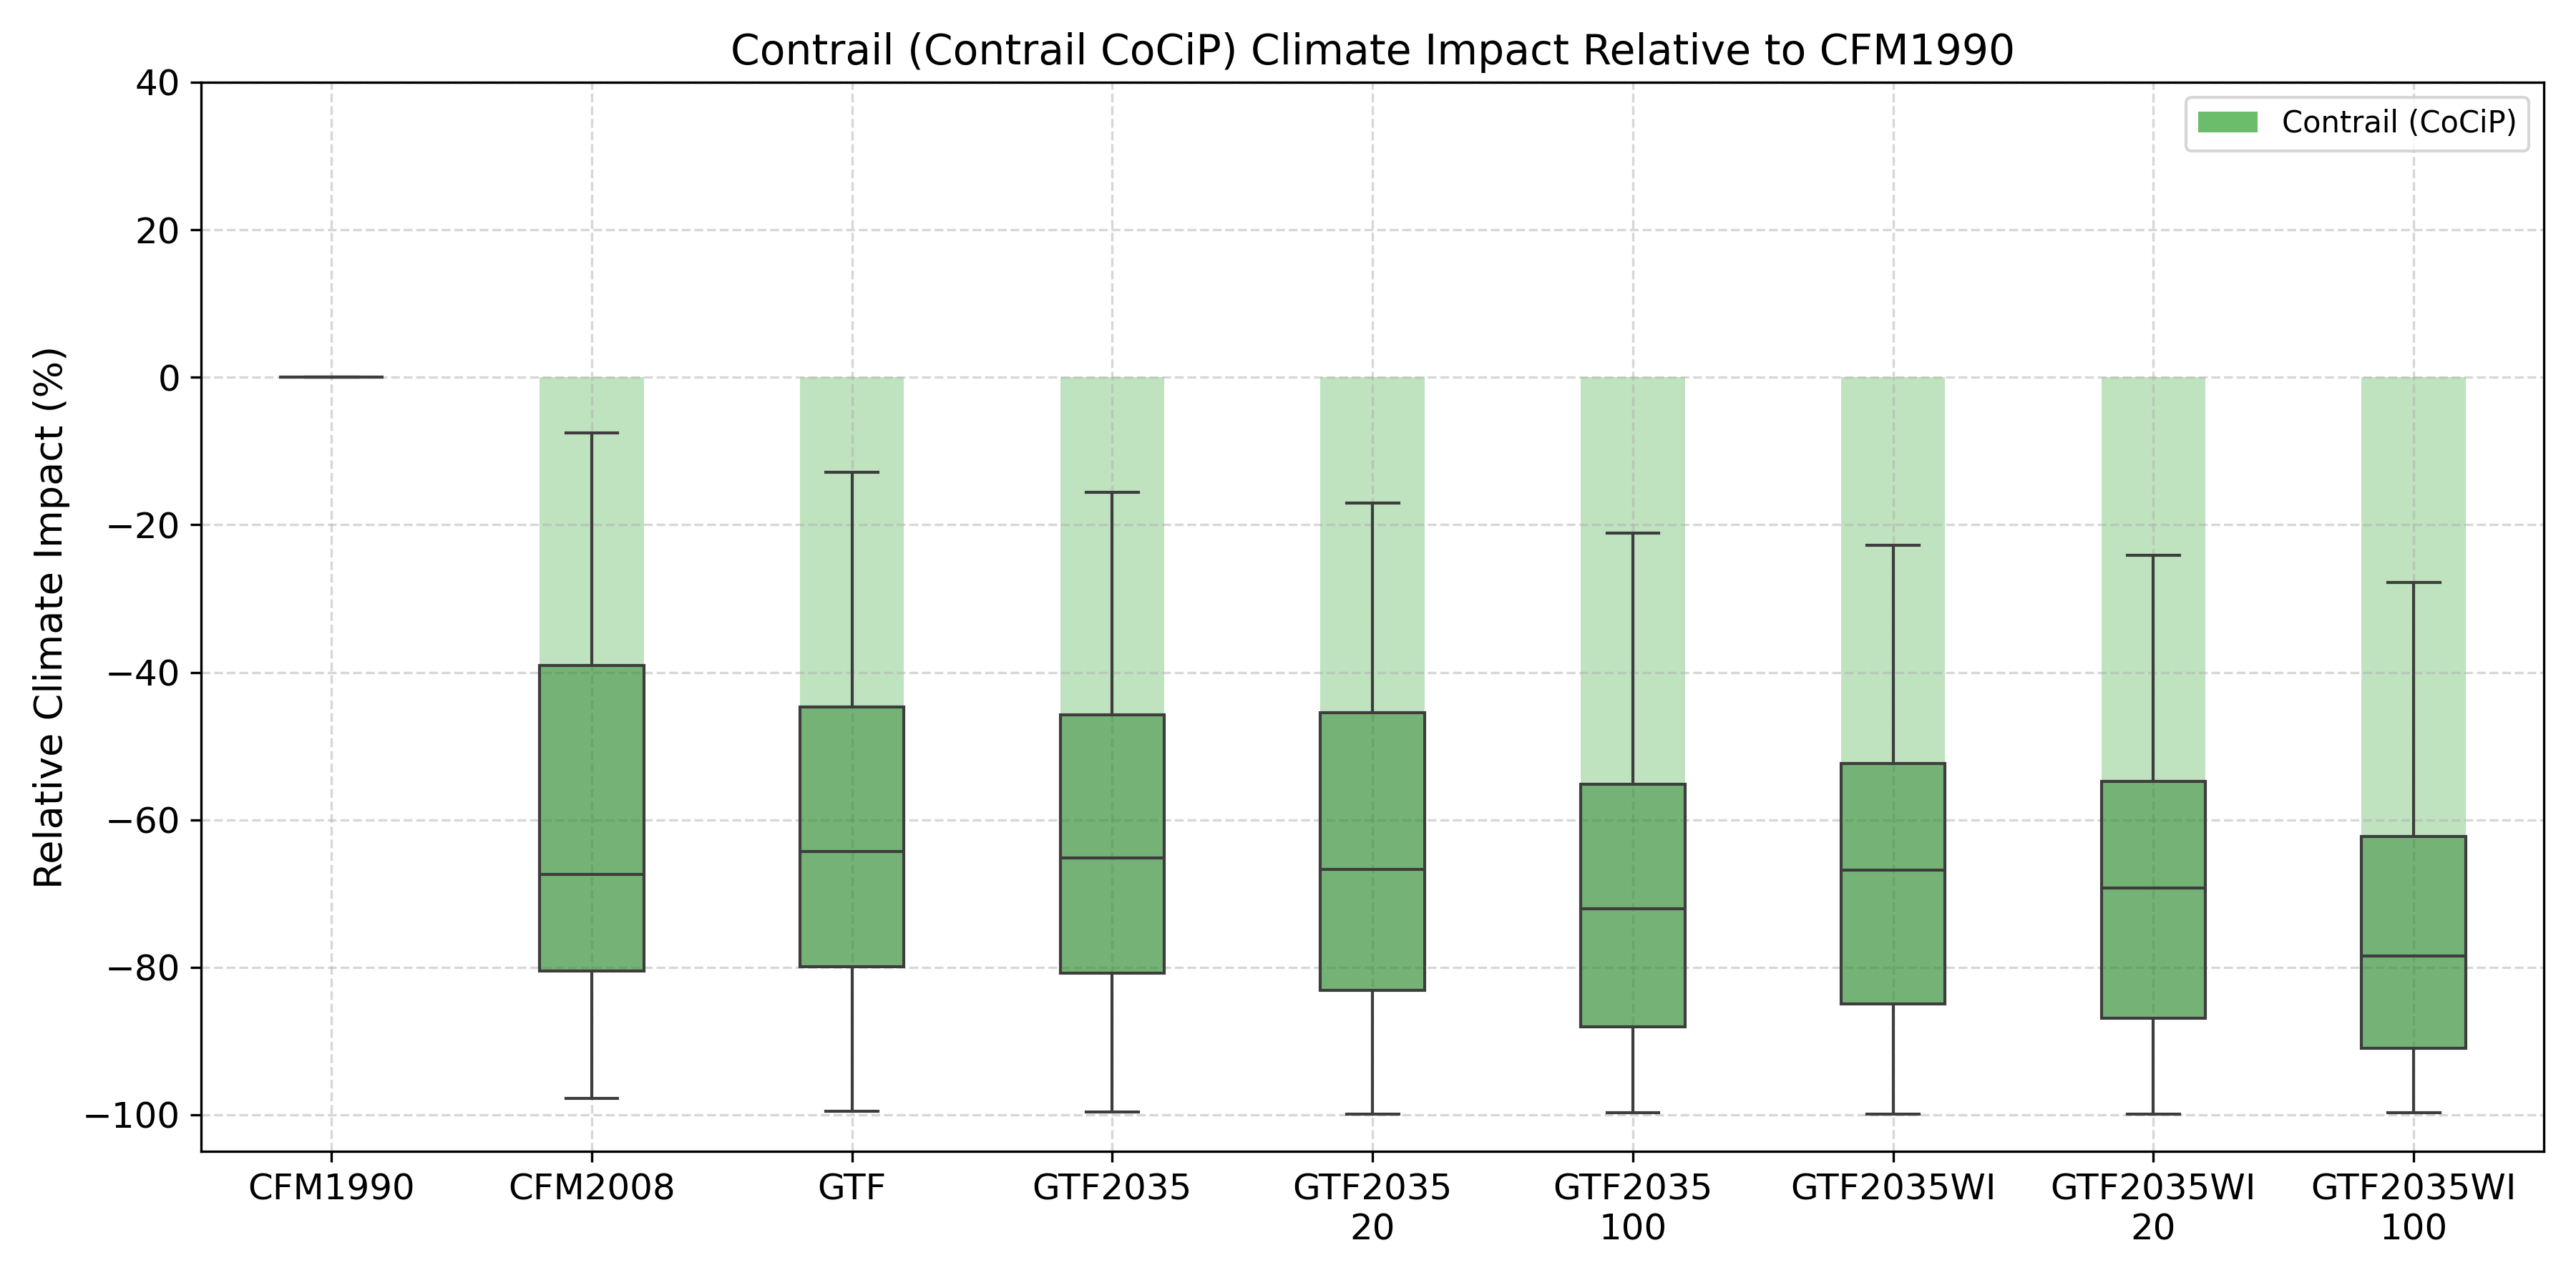 Contrail (Contrail CoCiP) Climate Impact Relative to CFM1990
Contrail (CoCiP)
Relative Climate Impact (%)
40
20
0
−20
−40
−60
−80
−100
CFM1990 CFM2008 GTF GTF2035 GTF2035 GTF2035 GTF2035WI GTF2035WI GTF2035WI
20 100 20 100